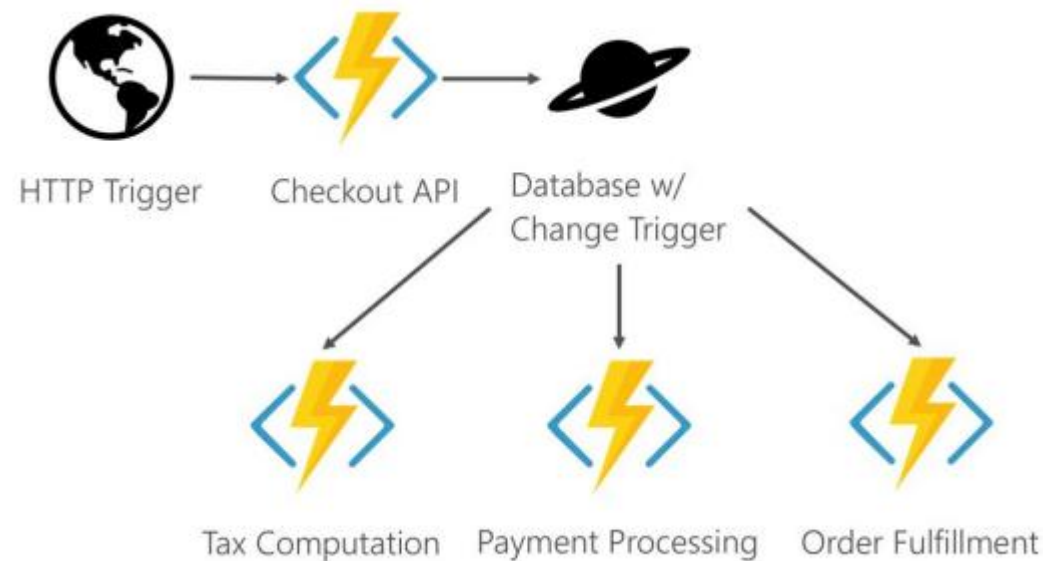 HTTP Trigger
Checkout API
Database w/
Change Trigger
Tax Computation
Payment Processing
Order Fulfillment